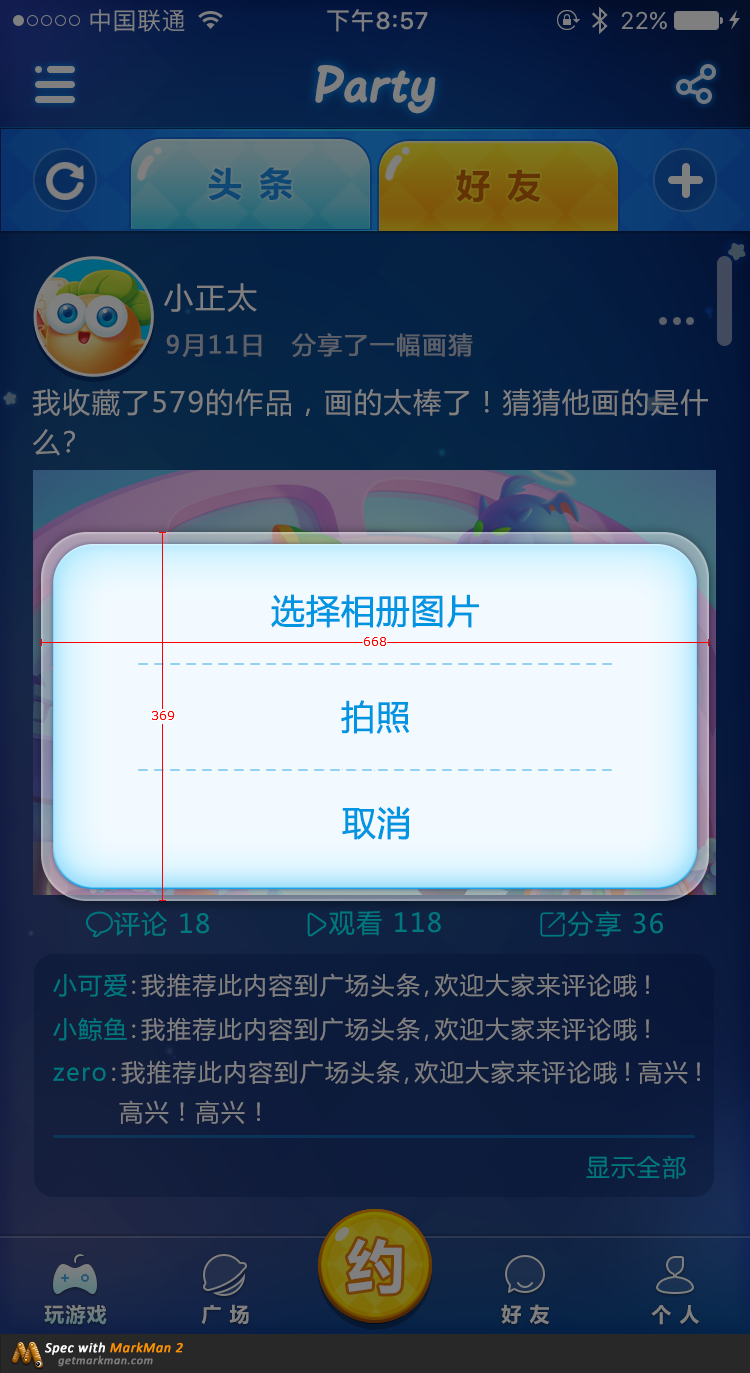 中国联通 下午8:57 22%
Party
头条 好友
小正太
9月11日 分享了一幅画猜
我收藏了579的作品，画的太棒了！猜猜他画的是什
么?
选择相册图片
668
拍照
369
取消
评论 18 观看 118 分享 36
小可爱:我推荐此内容到广场头条,欢迎大家来评论哦！
小鲸鱼:我推荐此内容到广场头条,欢迎大家来评论哦！
zero:我推荐此内容到广场头条,欢迎大家来评论哦！高兴！
高兴！高兴！
显示全部
约
玩游戏 广场 好友 个人
Spec with MarkMan 2
getmarkman.com